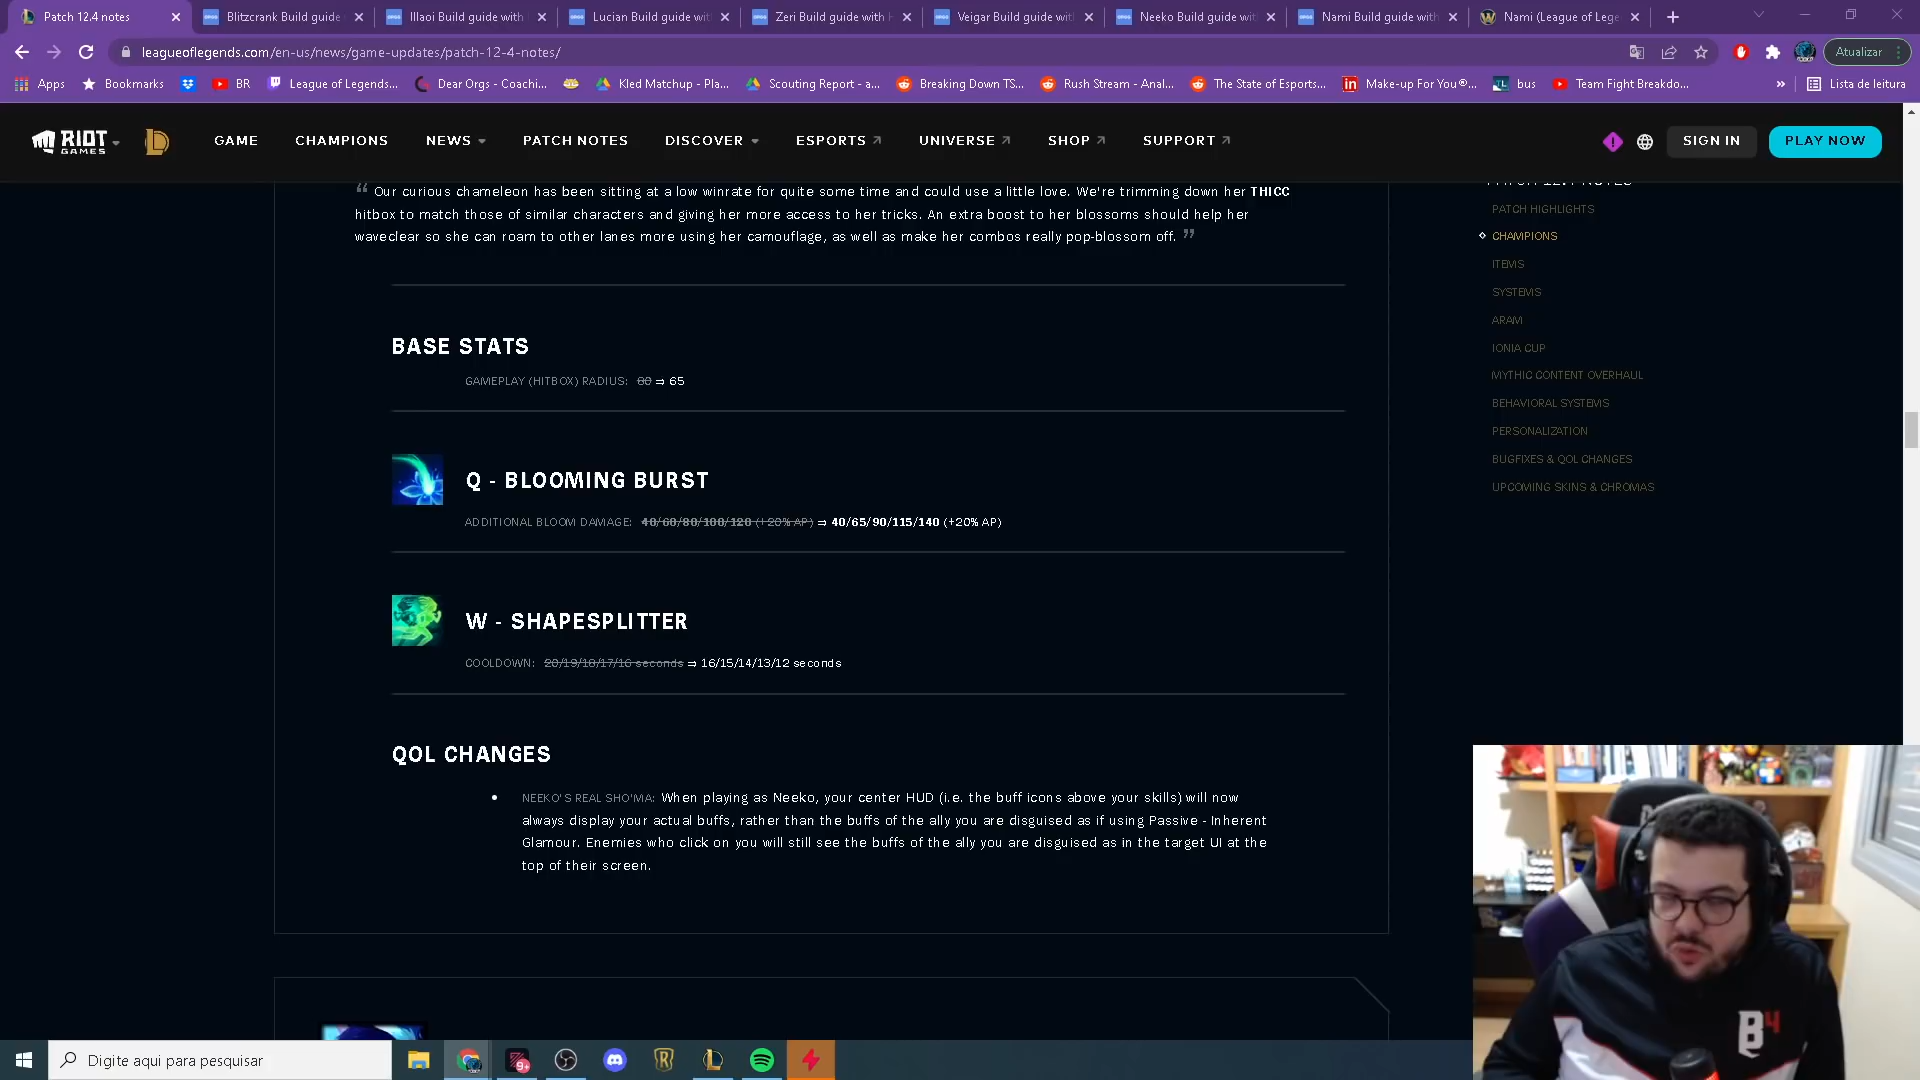 Patch 12.4 notes
Blitzcrank Build guide
Illaoi Build guide with
Lucian Build guide wit
Zeri Build guide with
Veigar Build guide wit
Neeko Build guide wit
Nami Build guide with
Nami (League of Lege
leagueoflegends.com/en-us/news/game-updates/patch-12-4-notes/
Atualizar
Apps
Bookmarks
BR
League of Legends...
Dear Orgs - Coachi...
Kled Matchup - Pla...
Scouting Report - a...
Breaking Down TS...
Rush Stream - Anal...
The State of Esports...
Make-up For You ®...
bus
Team Fight Breakdo...
»
Lista de leitura
RIOT GAMES
GAME
CHAMPIONS
NEWS
PATCH NOTES
DISCOVER
ESPORTS
UNIVERSE
SHOP
SUPPORT
SIGN IN
PLAY NOW
“ Our curious chameleon has been sitting at a low winrate for quite some time and could use a little love. We're trimming down her THICC
hitbox to match those of similar characters and giving her more access to her tricks. An extra boost to her blossoms should help her
waveclear so she can roam to other lanes more using her camouflage, as well as make her combos really pop-blossom off. ”
BASE STATS
GAMEPLAY (HITBOX) RADIUS: 80 ⇒ 65
Q - BLOOMING BURST
ADDITIONAL BLOOM DAMAGE: 40/60/80/100/120 (+20% AP) ⇒ 40/65/90/115/140 (+20% AP)
W - SHAPESPLITTER
COOLDOWN: 20/19/18/17/16 seconds ⇒ 16/15/14/13/12 seconds
QOL CHANGES
• NEEKO'S REAL SHO'MA: When playing as Neeko, your center HUD (i.e. the buff icons above your skills) will now
always display your actual buffs, rather than the buffs of the ally you are disguised as if using Passive - Inherent
Glamour. Enemies who click on you will still see the buffs of the ally you are disguised as in the target UI at the
top of their screen.
PATCH 12.4 NOTES
PATCH HIGHLIGHTS
CHAMPIONS
ITEMS
SYSTEMS
ARAM
IONIA CUP
MYTHIC CONTENT OVERHAUL
BEHAVIORAL SYSTEMS
PERSONALIZATION
BUGFIXES & QOL CHANGES
UPCOMING SKINS & CHROMAS
B4
Digite aqui para pesquisar
9+